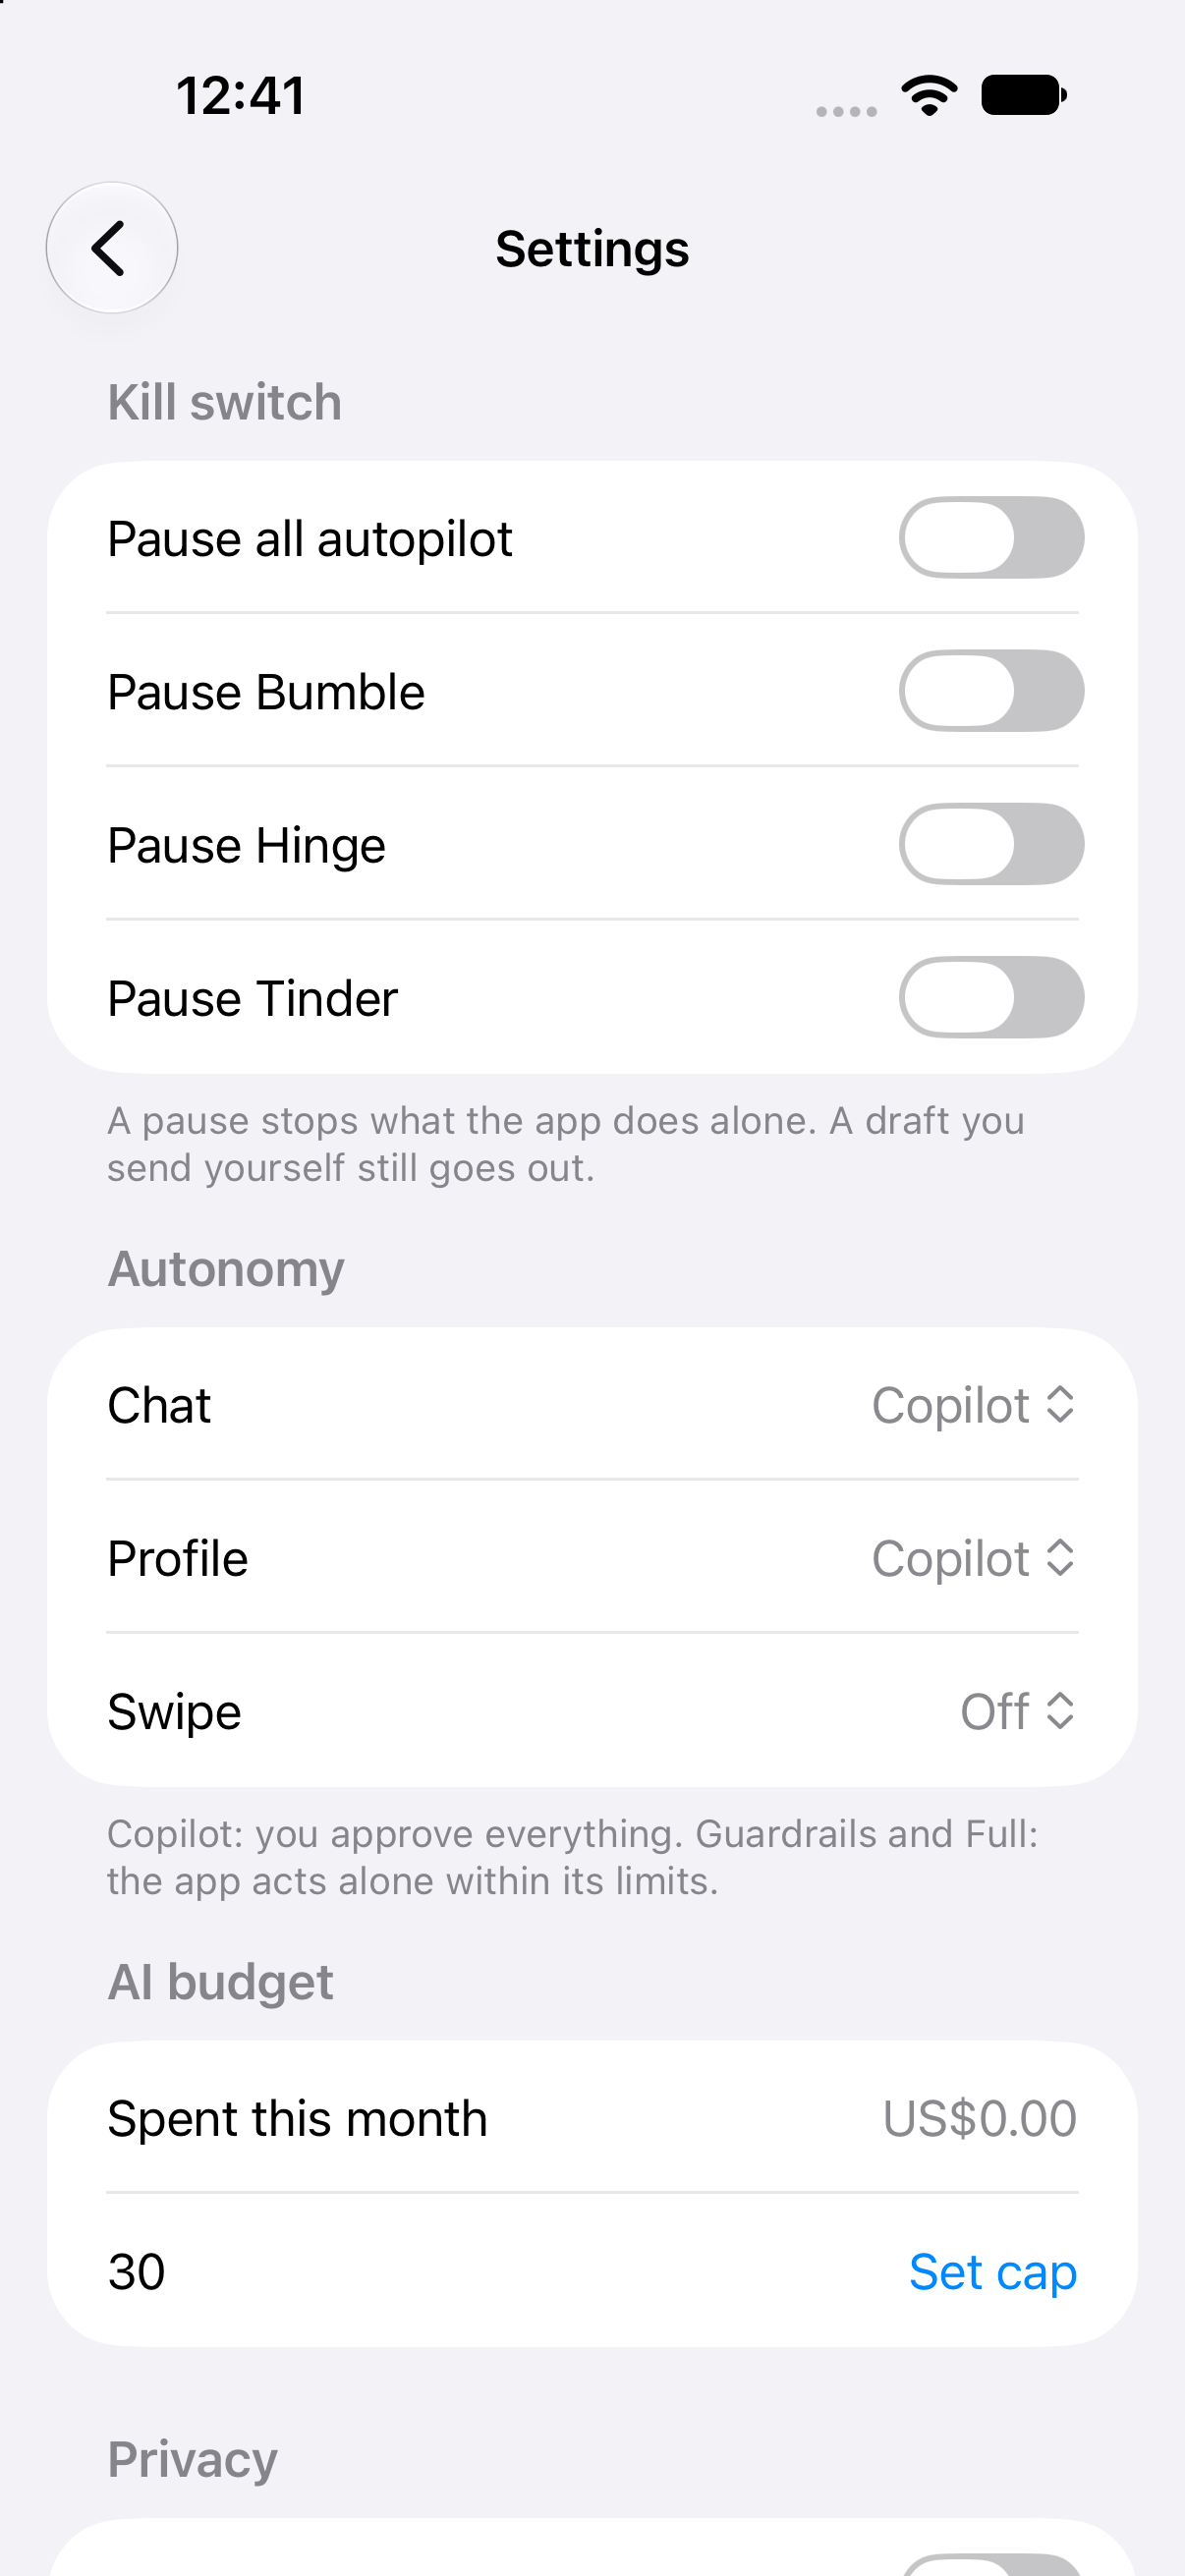 12:41
Settings
Kill switch
Pause all autopilot
Pause Bumble
Pause Hinge
Pause Tinder
A pause stops what the app does alone. A draft you
send yourself still goes out.
Autonomy
Chat Copilot
Profile Copilot
Swipe Off
Copilot: you approve everything. Guardrails and Full:
the app acts alone within its limits.
AI budget
Spent this month US$0.00
30 Set cap
Privacy